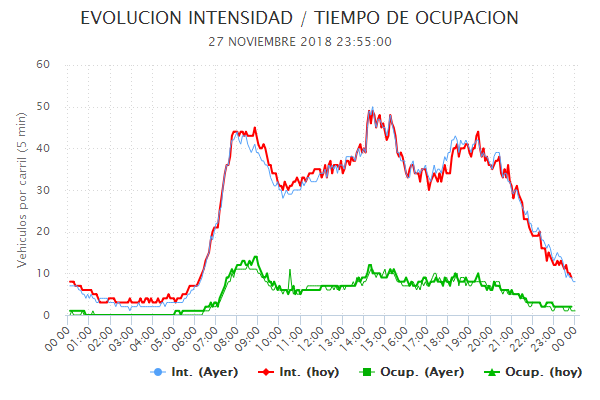 EVOLUCION INTENSIDAD / TIEMPO DE OCUPACION
27 NOVIEMBRE 2018 23:55:00
Vehiculos por carril (5 min)
60
50
40
30
20
10
0
00:00 01:00 02:00 03:00 04:00 05:00 06:00 07:00 08:00 09:00 10:00 11:00 12:00 13:00 14:00 15:00 16:00 17:00 18:00 19:00 20:00 21:00 22:00 23:00 00:00
Int. (Ayer) Int. (hoy) Ocup. (Ayer) Ocup. (hoy)